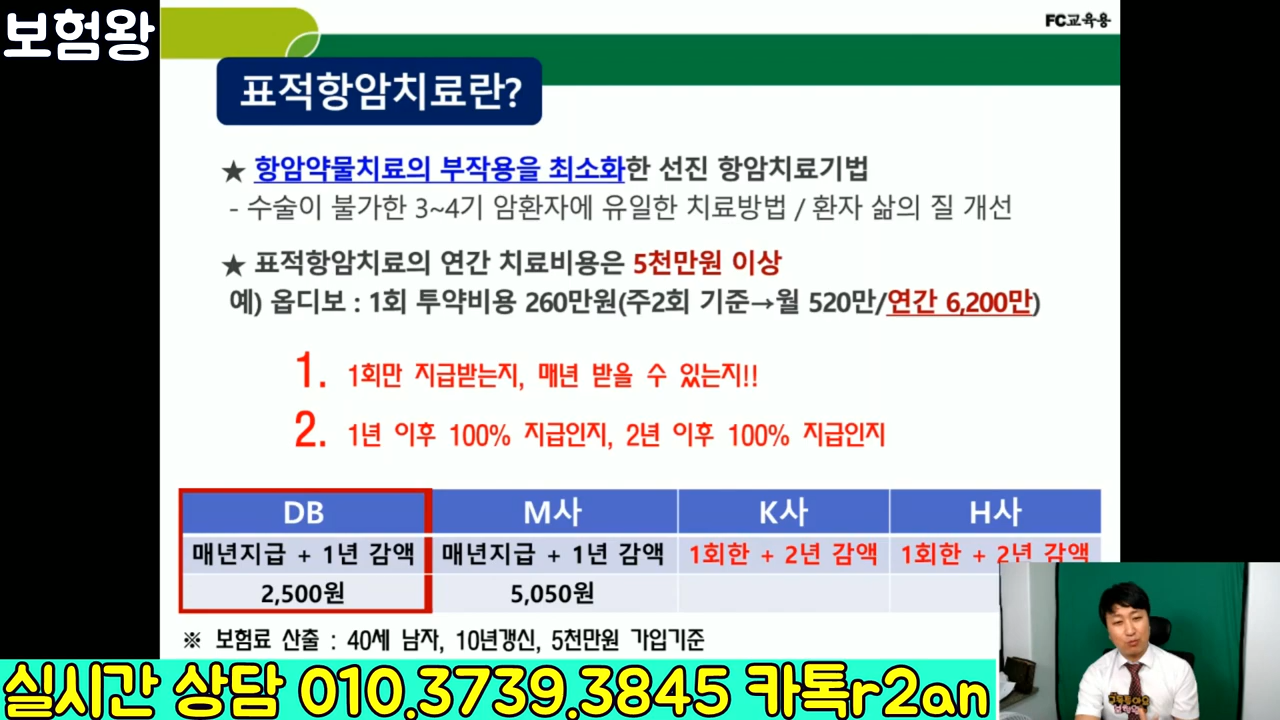 보험왕
FC교육용
표적항암치료란?
★ 항암약물치료의 부작용을 최소화한 선진 항암치료기법
- 수술이 불가한 3~4기 암환자에 유일한 치료방법 / 환자 삶의 질 개선
★ 표적항암치료의 연간 치료비용은 5천만원 이상
예) 옵디보 : 1회 투약비용 260만원(주2회 기준→월 520만/연간 6,200만)
1. 1회만 지급받는지, 매년 받을 수 있는지!!
2. 1년 이후 100% 지급인지, 2년 이후 100% 지급인지
DB M사 K사 H사
매년지급 + 1년 감액 매년지급 + 1년 감액 1회한 + 2년 감액 1회한 + 2년 감액
2,500원 5,050원
※ 보험료 산출 : 40세 남자, 10년갱신, 5천만원 가입기준
실시간 상담 010.3739.3845 카톡r2an